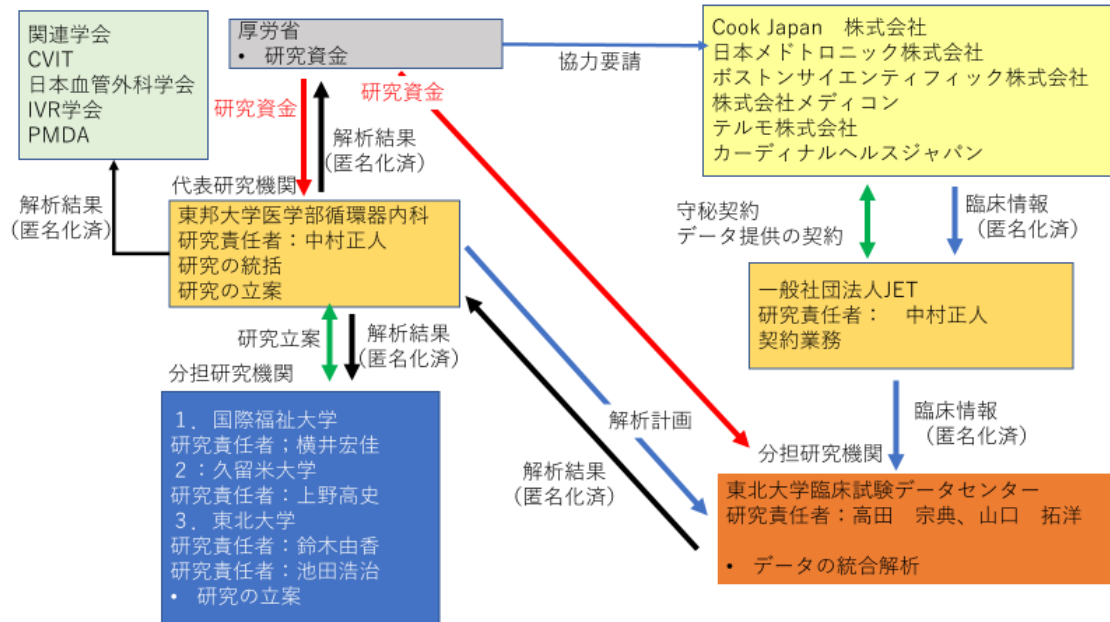 関連学会
CVIT
日本血管外科学会
IVR学会
PMDA
厚労省
• 研究資金
協力要請
Cook Japan　株式会社
日本メドトロニック株式会社
ボストンサイエンティフィック株式会社
株式会社メディコン
テルモ株式会社
カーディナルヘルスジャパン
研究資金
研究資金
解析結果
(匿名化済)
解析結果
(匿名化済)
代表研究機関
東邦大学医学部循環器内科
研究責任者：中村正人
研究の統括
研究の立案
守秘契約
データ提供の契約
臨床情報
(匿名化済)
一般社団法人JET
研究責任者：　中村正人
契約業務
研究立案
解析結果
(匿名化済)
分担研究機関
1．国際福祉大学
研究責任者；横井宏佳
2：久留米大学
研究責任者：上野高史
3．東北大学
研究責任者：鈴木由香
研究責任者：池田浩治
• 研究の立案
解析計画
解析結果
(匿名化済)
臨床情報
(匿名化済)
分担研究機関
東北大学臨床試験データセンター
研究責任者：高田　宗典、山口　拓洋
• データの統合解析